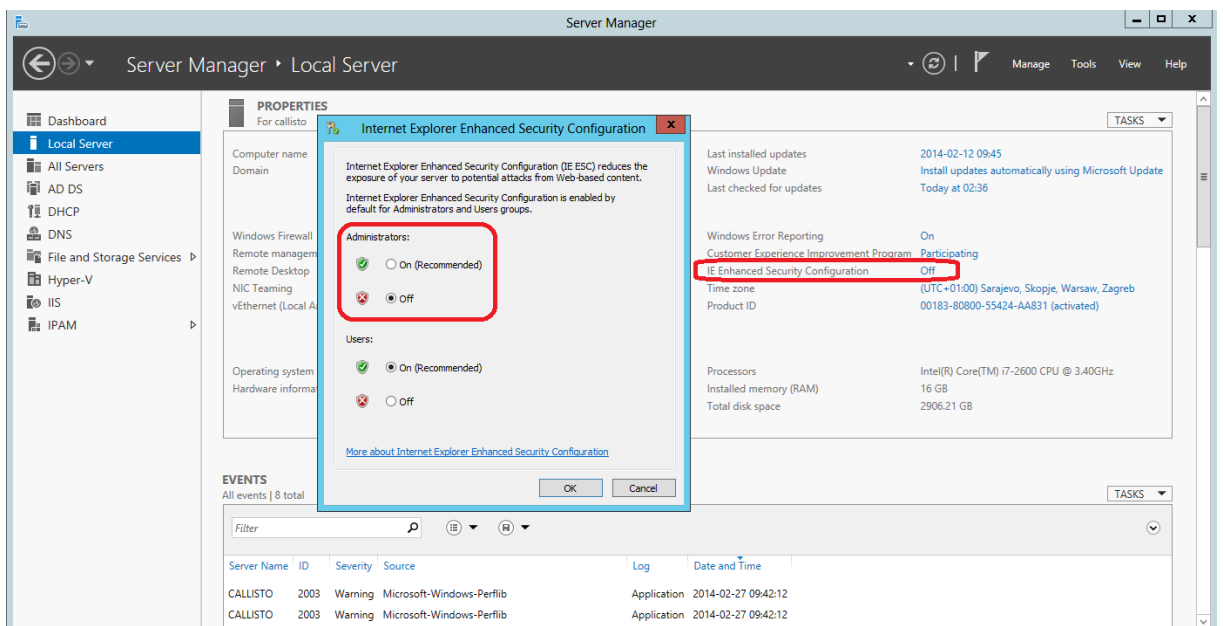 Server Manager
Server Manager • Local Server
Manage Tools View Help
Dashboard
Local Server
All Servers
AD DS
DHCP
DNS
File and Storage Services
Hyper-V
IIS
IPAM
PROPERTIES
For callisto
TASKS
Computer name
Domain
Windows Firewall
Remote managem
Remote Desktop
NIC Teaming
vEthernet (Local A
Operating system
Hardware informa
Internet Explorer Enhanced Security Configuration
Internet Explorer Enhanced Security Configuration (IE ESC) reduces the
exposure of your server to potential attacks from Web-based content.
Internet Explorer Enhanced Security Configuration is enabled by
default for Administrators and Users groups.
Administrators:
On (Recommended)
Off
Users:
On (Recommended)
Off
More about Internet Explorer Enhanced Security Configuration
OK Cancel
Last installed updates 2014-02-12 09:45
Windows Update Install updates automatically using Microsoft Update
Last checked for updates Today at 02:36
Windows Error Reporting On
Customer Experience Improvement Program Participating
IE Enhanced Security Configuration Off
Time zone (UTC+01:00) Sarajevo, Skopje, Warsaw, Zagreb
Product ID 00183-80800-55424-AA831 (activated)
Processors Intel(R) Core(TM) i7-2600 CPU @ 3.40GHz
Installed memory (RAM) 16 GB
Total disk space 2906.21 GB
EVENTS
All events | 8 total
TASKS
Filter
Server Name ID Severity Source Log Date and Time
CALLISTO 2003 Warning Microsoft-Windows-Perflib Application 2014-02-27 09:42:12
CALLISTO 2003 Warning Microsoft-Windows-Perflib Application 2014-02-27 09:42:12